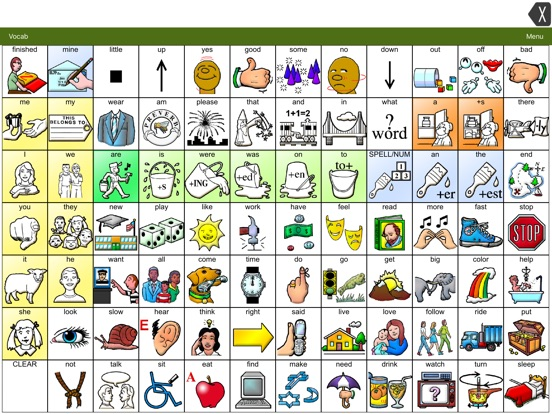 X
Vocab Menu
finished mine little up yes good some no down out off bad
me my wear am please that and in what a +s there
THIS BELONGS TO 1+1=2 ? word
I we are is were was on to SPELL/NUM an the end
+s +ING +ed +en to+ 1 2 3 +er +est
you they new play like work have feel read more fast stop
STOP
it he want all come time do go get big color help
she look slow hear think right said live love follow ride put
E
CLEAR not talk sit eat find make need drink watch turn sleep
A ?